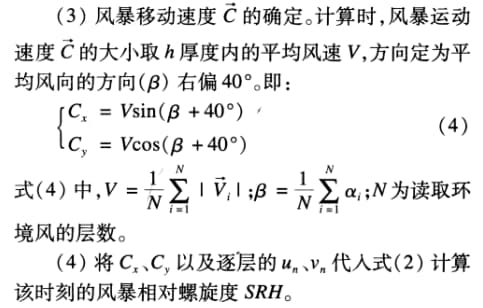 (3) 风暴移动速度 $\vec{C}$ 的确定。计算时,风暴运动
速度 $\vec{C}$ 的大小取 h 厚度内的平均风速 V,方向定为平
均风向的方向(β) 右偏 40°。即:
$\begin{cases} C_x = V\sin(\beta + 40°) \\ C_y = V\cos(\beta + 40°) \end{cases}$ (4)
式(4) 中,$V = \frac{1}{N}\sum_{i=1}^{N} |\vec{V}_i|$;$\beta = \frac{1}{N}\sum_{i=1}^{N} \alpha_i$;N 为读取环
境风的层数。
(4) 将 $C_x$、$C_y$ 以及逐层的 $u_n$、$v_n$ 代入式(2) 计算
该时刻的风暴相对螺旋度 SRH。